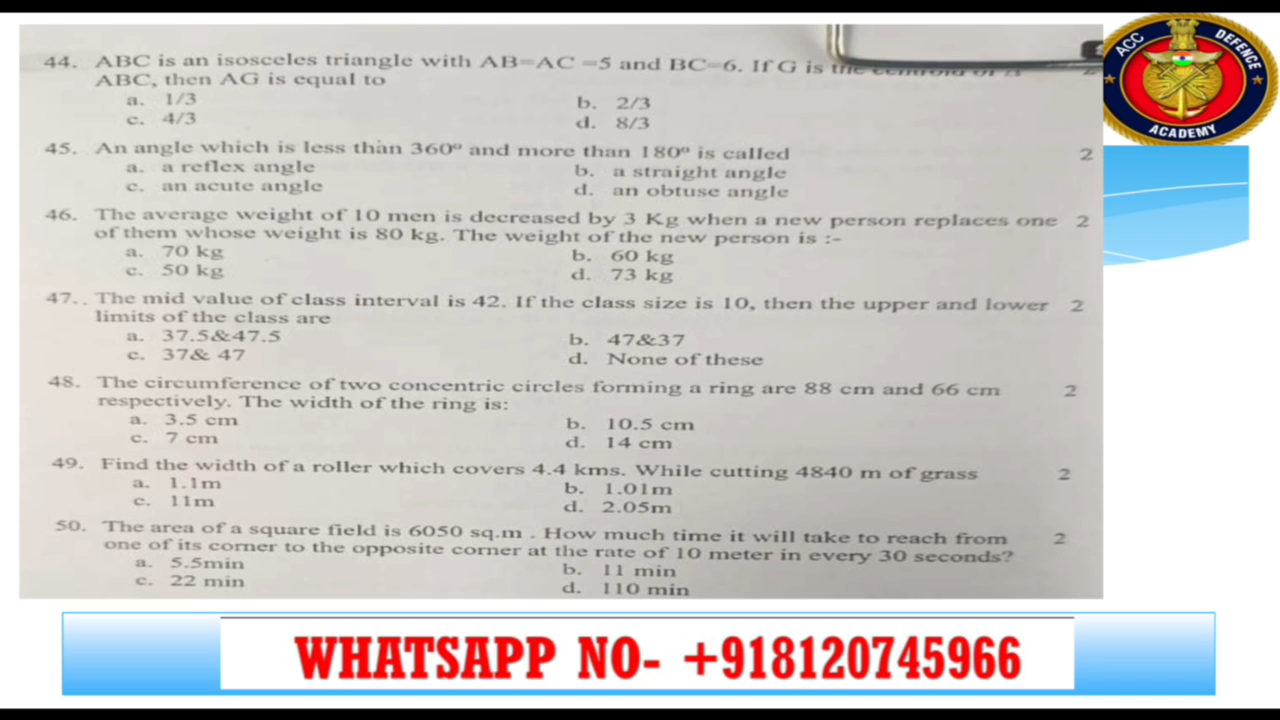 44. ABC is an isosceles triangle with AB=AC =5 and BC=6. If G is the centroid of Δ
ABC, then AG is equal to
a. 1/3 b. 2/3
c. 4/3 d. 8/3
45. An angle which is less than 360º and more than 180º is called 2
a. a reflex angle b. a straight angle
c. an acute angle d. an obtuse angle
46. The average weight of 10 men is decreased by 3 Kg when a new person replaces one 2
of them whose weight is 80 kg. The weight of the new person is :-
a. 70 kg b. 60 kg
c. 50 kg d. 73 kg
47.. The mid value of class interval is 42. If the class size is 10, then the upper and lower 2
limits of the class are
a. 37.5&47.5 b. 47&37
c. 37& 47 d. None of these
48. The circumference of two concentric circles forming a ring are 88 cm and 66 cm 2
respectively. The width of the ring is:
a. 3.5 cm b. 10.5 cm
c. 7 cm d. 14 cm
49. Find the width of a roller which covers 4.4 kms. While cutting 4840 m of grass 2
a. 1.1m b. 1.01m
c. 11m d. 2.05m
50. The area of a square field is 6050 sq.m . How much time it will take to reach from 2
one of its corner to the opposite corner at the rate of 10 meter in every 30 seconds?
a. 5.5min b. 11 min
c. 22 min d. 110 min
ACC DEFENCE
ACADEMY
WHATSAPP NO- +918120745966